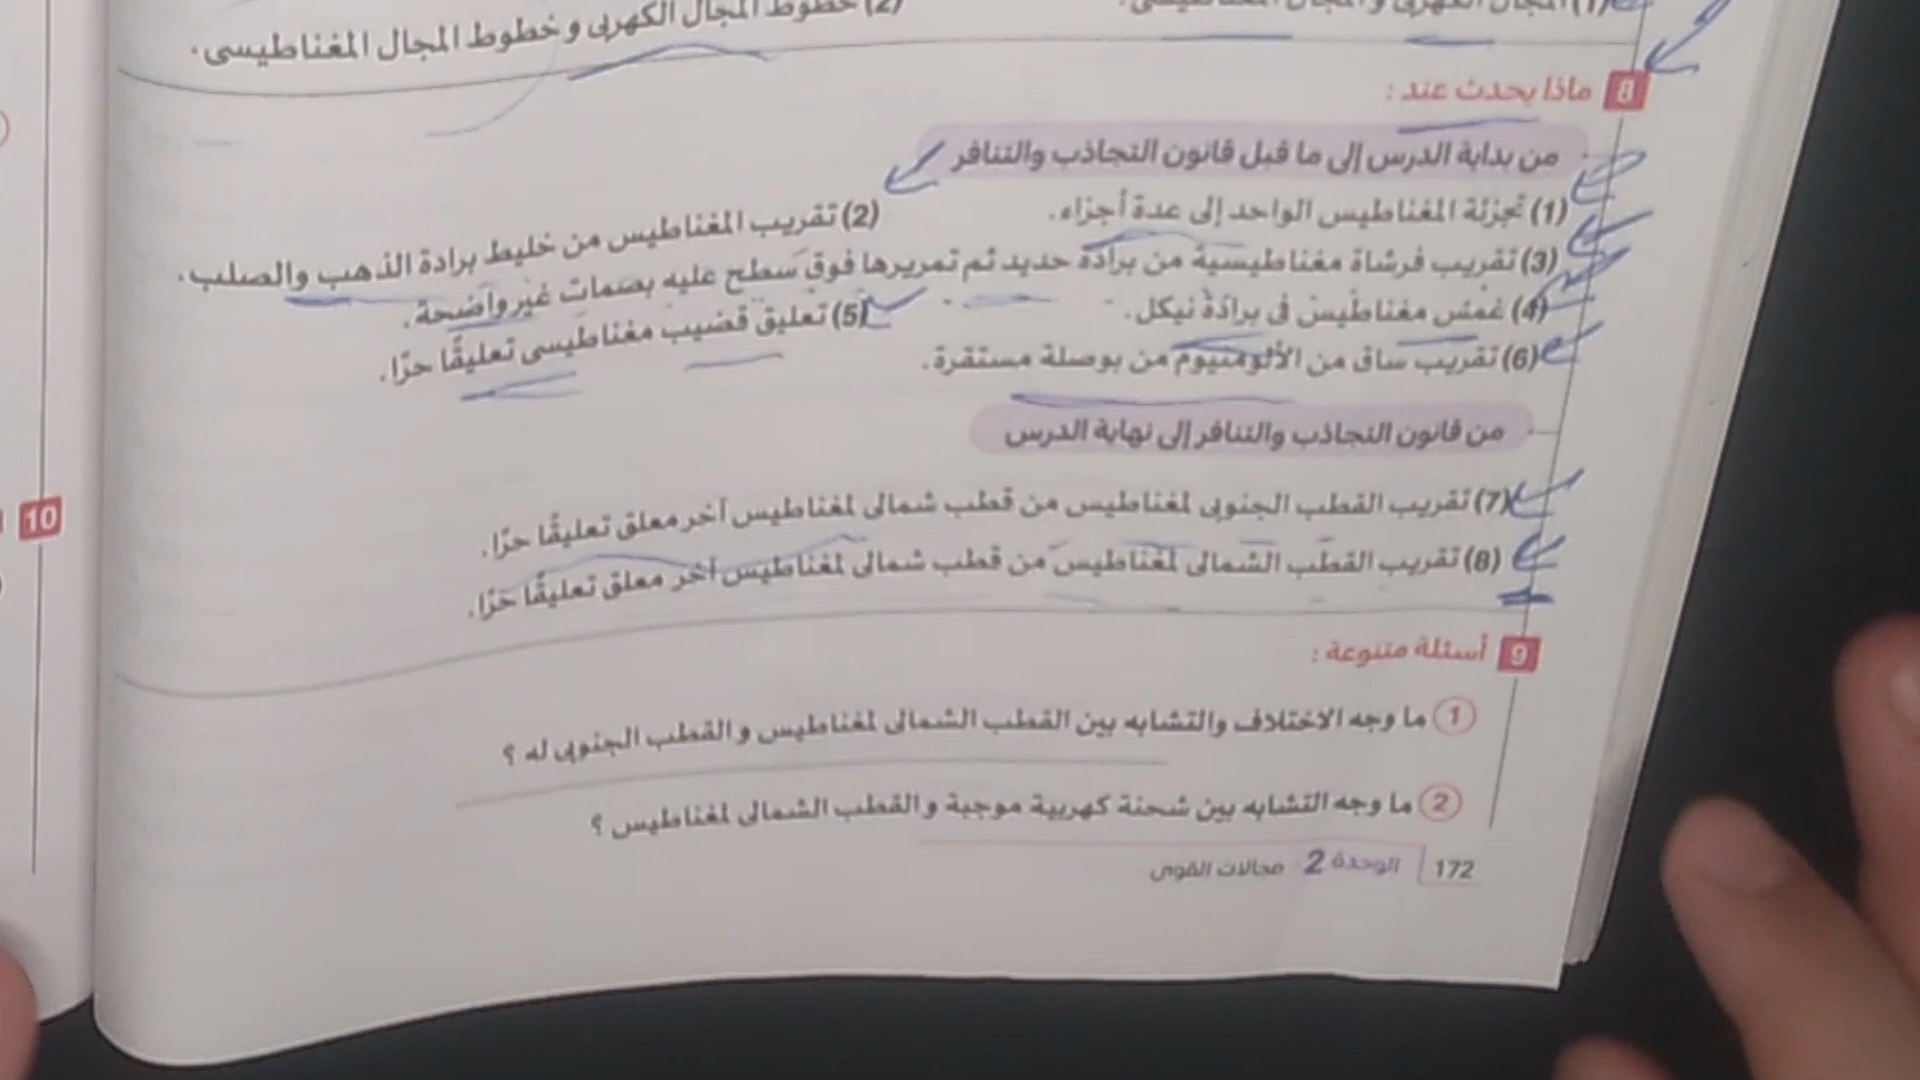 (1) المجال الكهربى والمجال المغناطيسى.
(2) خطوط المجال الكهربى وخطوط المجال المغناطيسى.
8 ماذا يحدث عند :
من بداية الدرس إلى ما قبل قانون التجاذب والتنافر
(1) تجزئة المغناطيس الواحد إلى عدة أجزاء.
(2) تقريب المغناطيس من خليط برادة الذهب والصلب.
(3) تقريب فرشاة مغناطيسية من برادة حديد ثم تمريرها فوق سطح عليه بصمات غير واضحة.
(4) غمس مغناطيس فى برادة نيكل.
(5) تعليق قضيب مغناطيسى تعليقًا حرًا.
(6) تقريب ساق من الألومنيوم من بوصلة مستقرة.
من قانون التجاذب والتنافر إلى نهاية الدرس
(7) تقريب القطب الجنوبى لمغناطيس من قطب شمالى لمغناطيس آخر معلق تعليقًا حرًا.
(8) تقريب القطب الشمالى لمغناطيس من قطب شمالى لمغناطيس آخر معلق تعليقًا حرًا.
9 أسئلة متنوعة :
1 ما وجه الاختلاف والتشابه بين القطب الشمالى لمغناطيس والقطب الجنوبى له ؟
2 ما وجه التشابه بين شحنة كهربية موجبة والقطب الشمالى لمغناطيس ؟
172 الوحدة 2 مجالات القوى
10